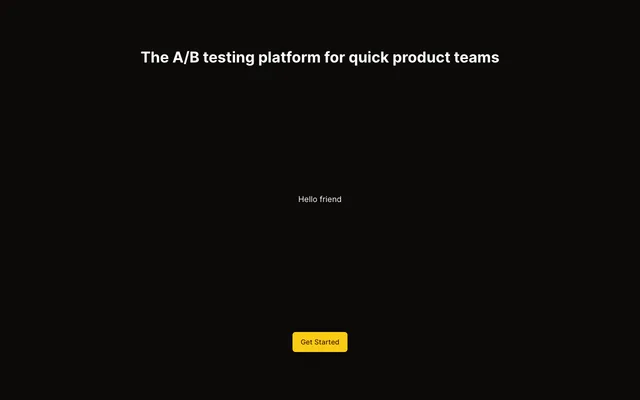 The A/B testing platform for quick product teams
Hello friend
Get Started